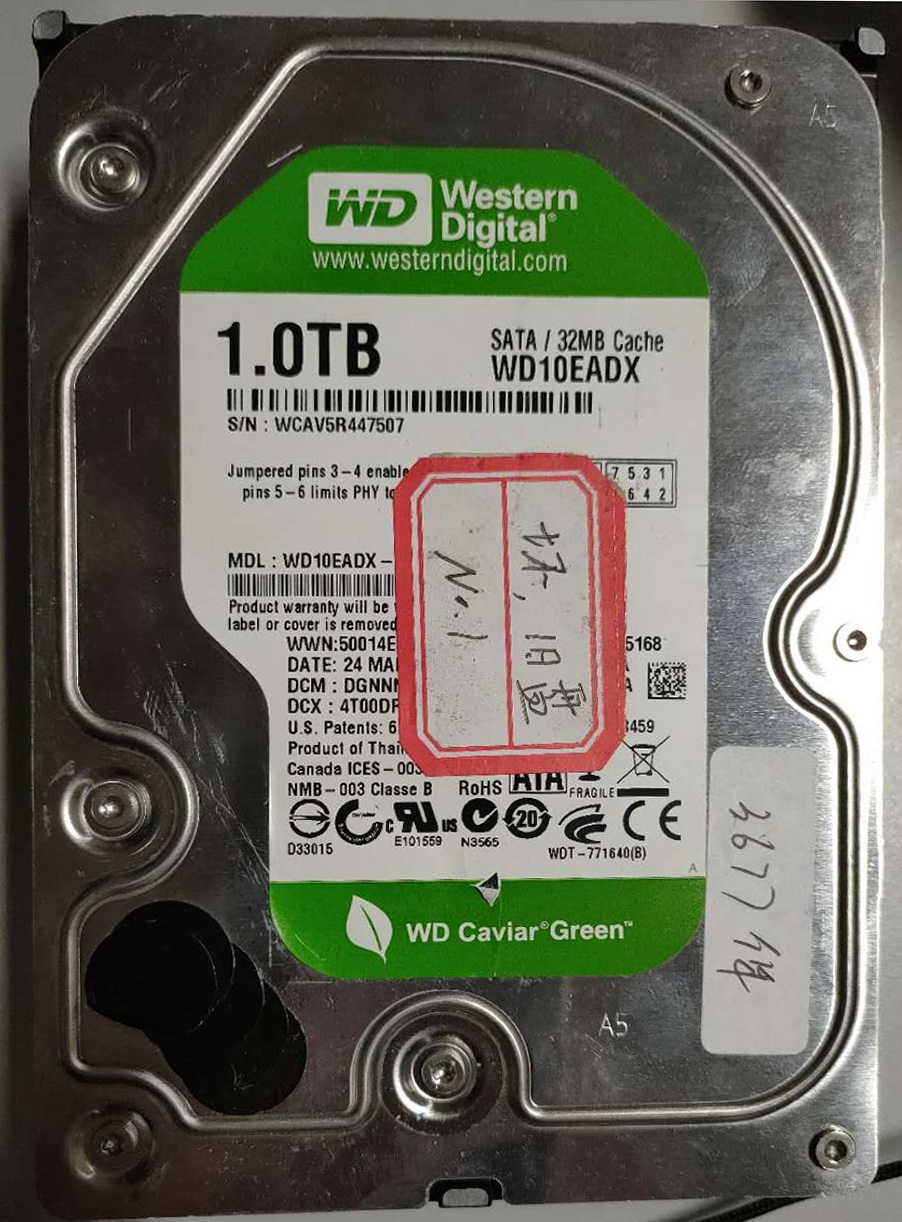 A5
WD Western
Digital®
www.westerndigital.com
1.0TB
SATA / 32MB Cache
WD10EADX
S/N : WCAV5R447507
Jumpered pins 3-4 enable
7 5 3 1
pins 5-6 limits PHY to
6 4 2
MDL : WD10EADX-
Product warranty will be
label or cover is removed
WWN:50014E
5168
DATE: 24 MA
DCM : DGNN
DCX : 4T00DF
U.S. Patents: 6
3459
Product of Thai
Canada ICES-003
NMB-003 Classe B
RoHS
ATA
FRAGILE
坏,旧盘
No.1
D33015
c UL US
E101559
N3565
20
CE
WDT-771640(B)
A
WD Caviar®Green™
A5